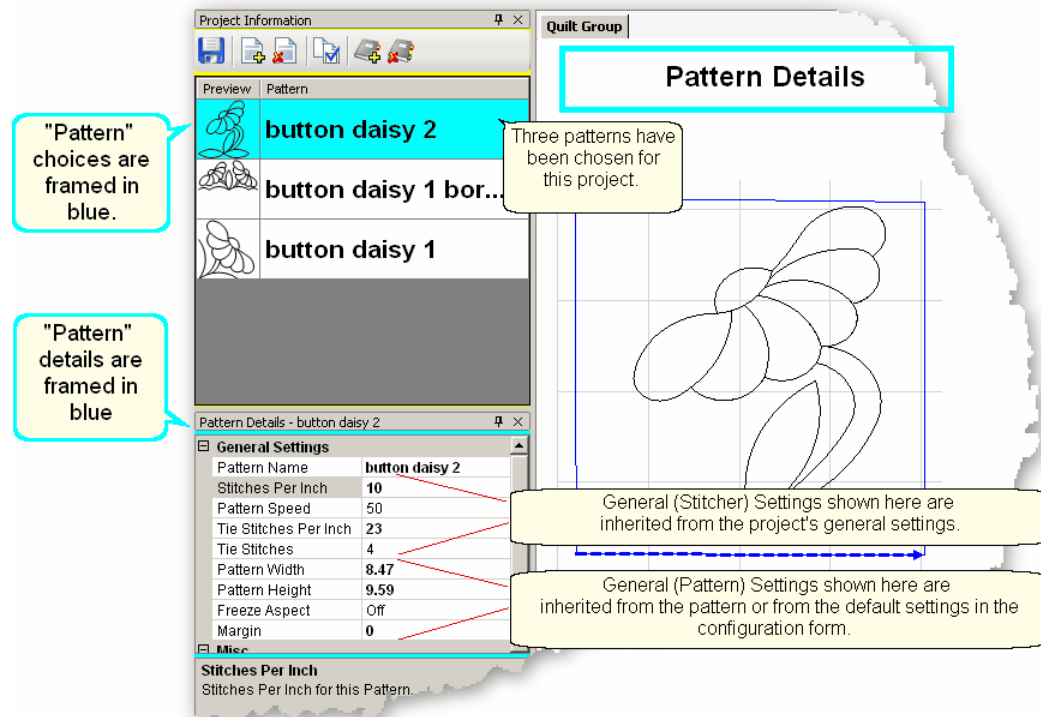 Project Information
Quilt Group
Pattern Details
Preview Pattern
"Pattern"
choices are
framed in
blue.
button daisy 2
Three patterns have
been chosen for
this project.
button daisy 1 bor...
button daisy 1
"Pattern"
details are
framed in
blue
Pattern Details - button daisy 2
General Settings
Pattern Name button daisy 2
Stitches Per Inch 10
Pattern Speed 50
Tie Stitches Per Inch 23
Tie Stitches 4
Pattern Width 8.47
Pattern Height 9.59
Freeze Aspect Off
Margin 0
Misc
General (Stitcher) Settings shown here are
inherited from the project's general settings.
General (Pattern) Settings shown here are
inherited from the pattern or from the default settings in the
configuration form.
Stitches Per Inch
Stitches Per Inch for this Pattern.